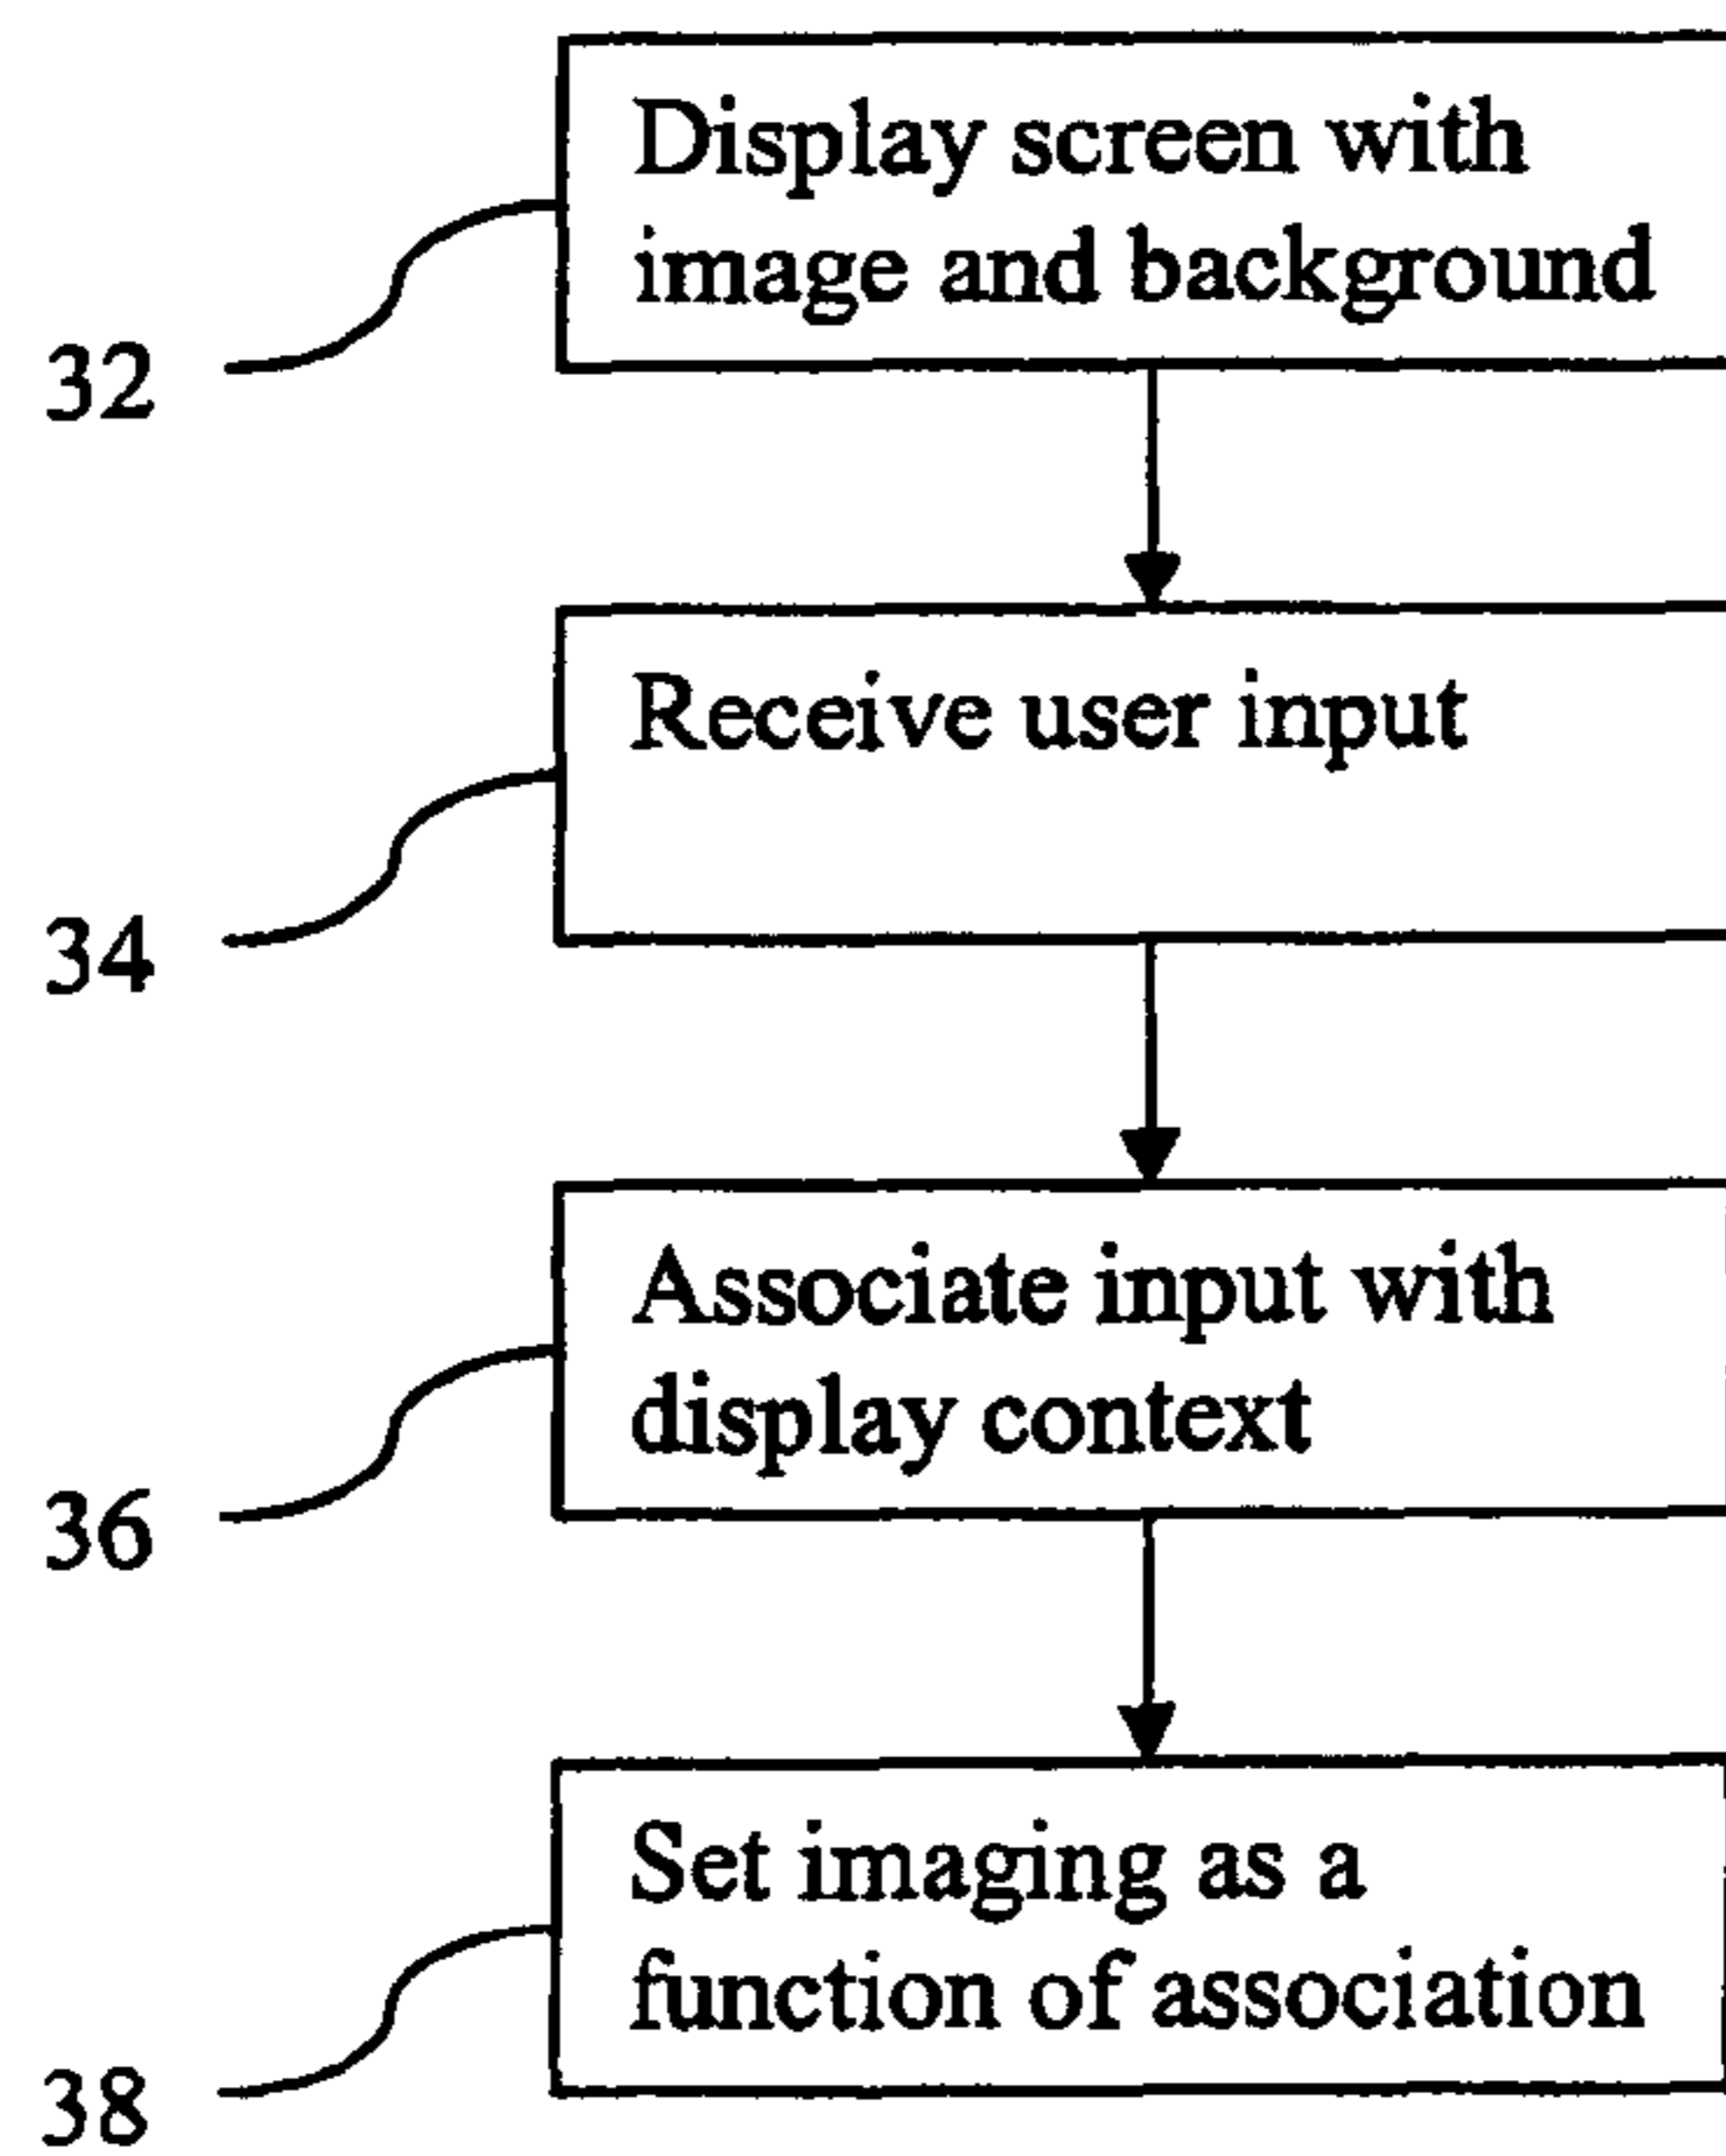 Display screen with
image and background
32
Receive user input
34
Associate input with
display context
36
Set imaging as a
function of association
38